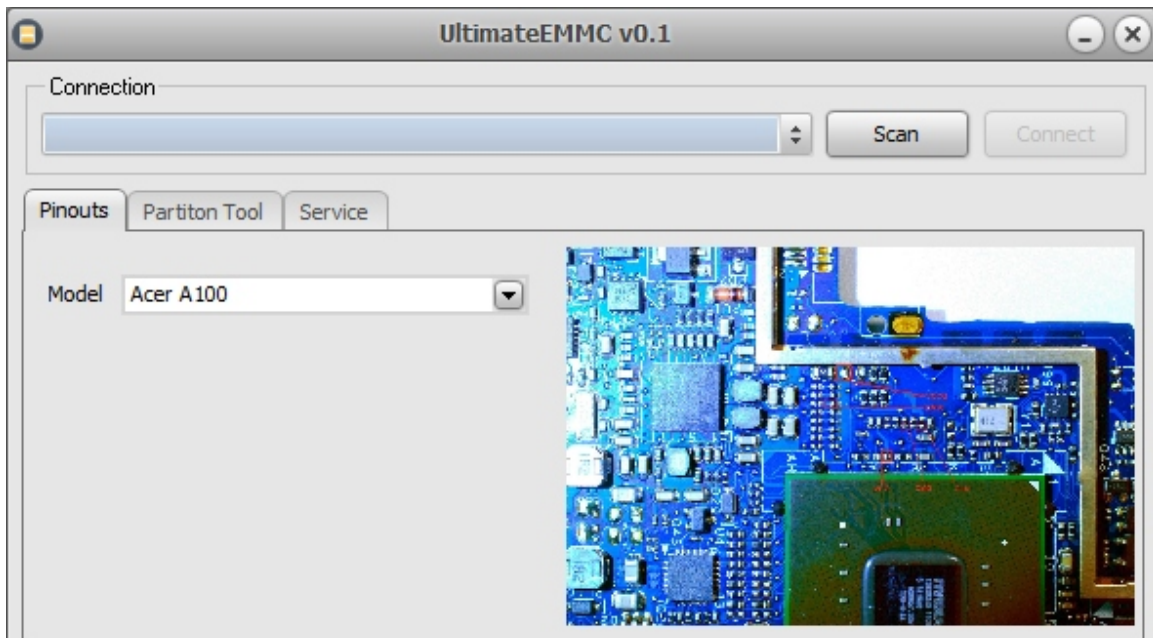 UltimateEMMC v0.1
Connection
Scan
Connect
Pinouts
Partiton Tool
Service
Model
Acer A100